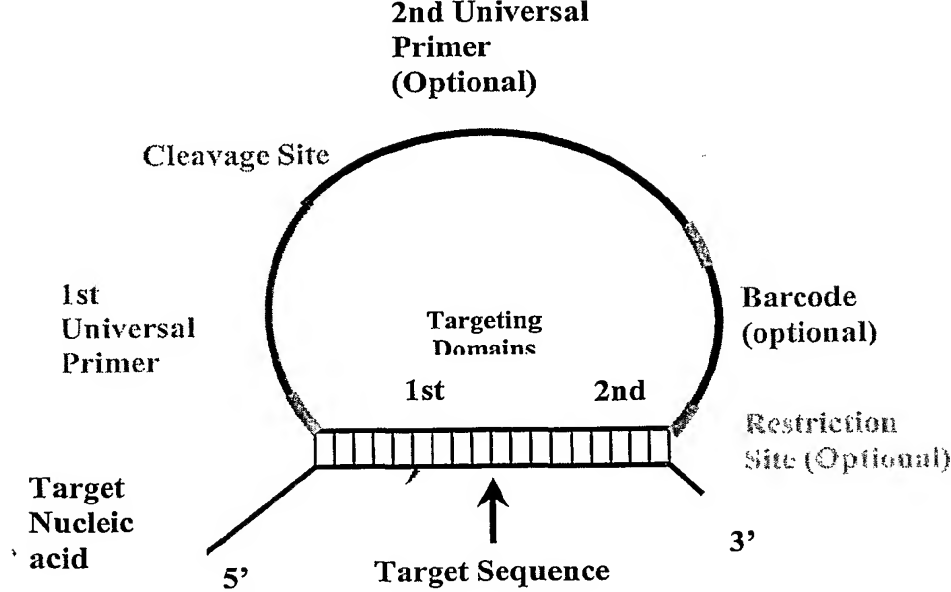 2nd Universal
Primer
(Optional)
Cleavage Site
1st
Universal
Primer
Targeting
Domains
Barcode
(optional)
1st
2nd
Restriction
Site (Optional)
Target
Nucleic
acid
5’
Target Sequence
3’